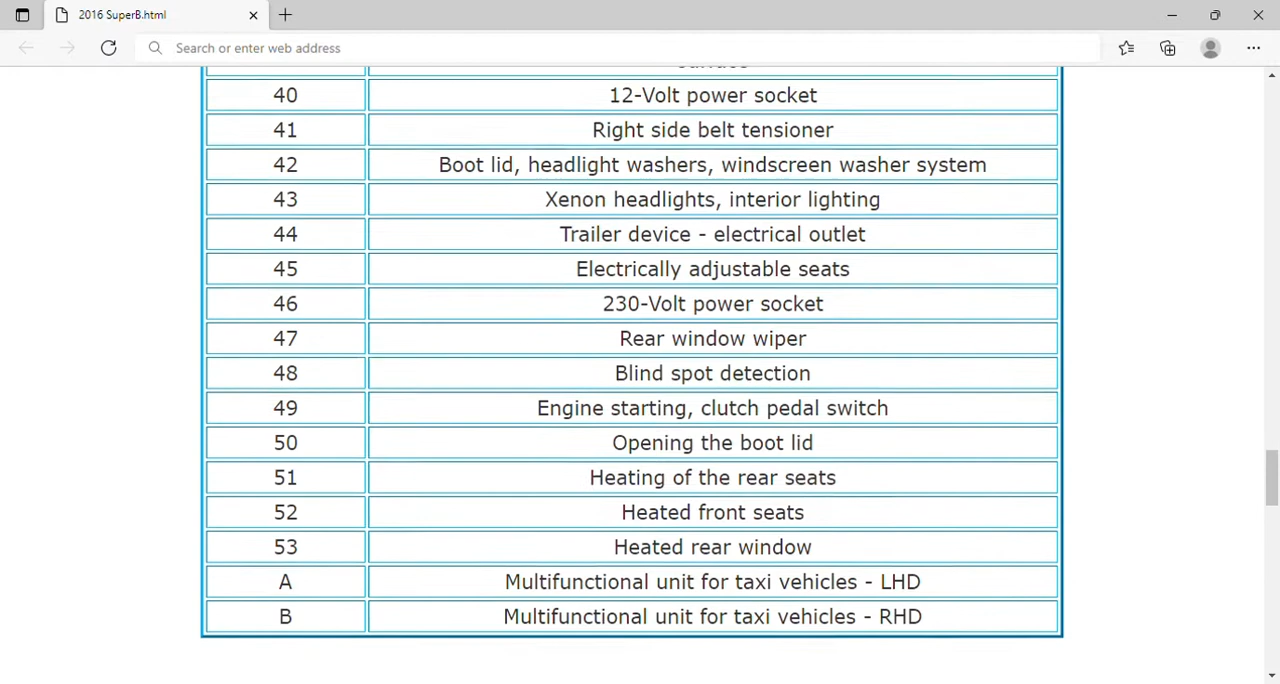 2016 SuperB.html
Search or enter web address
40 12-Volt power socket
41 Right side belt tensioner
42 Boot lid, headlight washers, windscreen washer system
43 Xenon headlights, interior lighting
44 Trailer device - electrical outlet
45 Electrically adjustable seats
46 230-Volt power socket
47 Rear window wiper
48 Blind spot detection
49 Engine starting, clutch pedal switch
50 Opening the boot lid
51 Heating of the rear seats
52 Heated front seats
53 Heated rear window
A Multifunctional unit for taxi vehicles - LHD
B Multifunctional unit for taxi vehicles - RHD